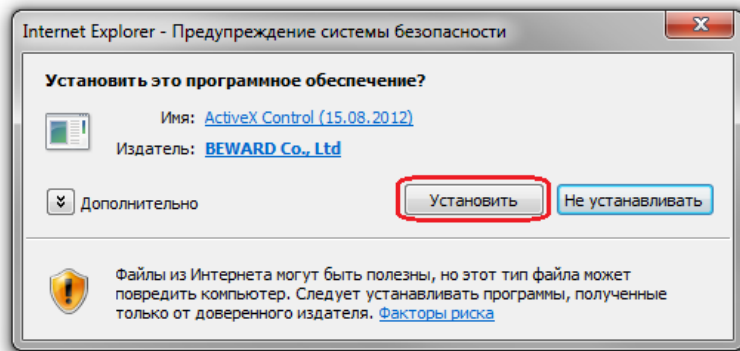 Internet Explorer - Предупреждение системы безопасности
Установить это программное обеспечение?
Имя: ActiveX Control (15.08.2012)
Издатель: BEWARD Co., Ltd
Дополнительно
Установить
Не устанавливать
Файлы из Интернета могут быть полезны, но этот тип файла может
повредить компьютер. Следует устанавливать программы, полученные
только от доверенного издателя. Факторы риска